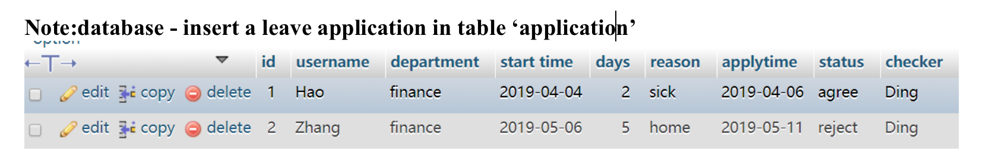 Note:database - insert a leave application in table ‘application’
option
id username department start time days reason applytime status checker
edit copy delete 1 Hao finance 2019-04-04 2 sick 2019-04-06 agree Ding
edit copy delete 2 Zhang finance 2019-05-06 5 home 2019-05-11 reject Ding